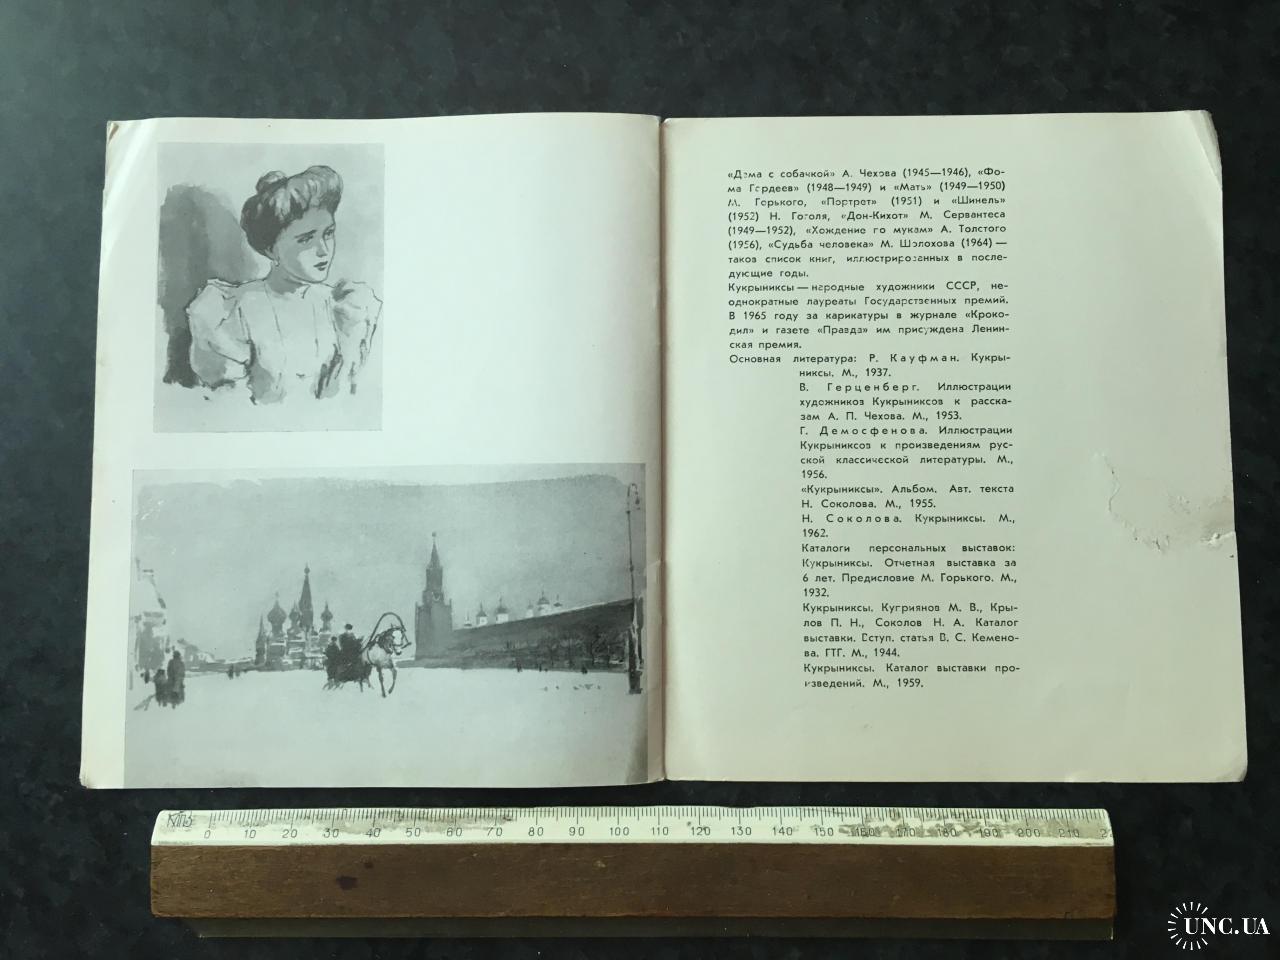 «Дама с собачкой» А. Чехова (1945—1946), «Фо-
ма Гордеев» (1948—1949) и «Мать» (1949—1950)
М. Горького, «Портрет» (1951) и «Шинель»
(1952) Н. Гоголя, «Дон-Кихот» М. Сервантеса
(1949—1952), «Хождение по мукам» А. Толстого
(1956), «Судьба человека» М. Шолохова (1964) —
таков список книг, иллюстрированных в после-
дующие годы.
Кукрыниксы — народные художники СССР, не-
однократные лауреаты Государственных премий.
В 1965 году за карикатуры в журнале «Кроко-
дил» и газете «Правда» им присуждена Ленин-
ская премия.
Основная литература: Р. Кауфман. Кукры-
никсы. М., 1937.
В. Герценберг. Иллюстрации
художников Кукрыниксов к расска-
зам А. П. Чехова. М., 1953.
Г. Демосфенова. Иллюстрации
Кукрыниксов к произведениям рус-
ской классической литературы. М.,
1956.
«Кукрыниксы». Альбом. Авт. текста
Н. Соколова. М., 1955.
Н. Соколова. Кукрыниксы. М.,
1962.
Каталоги персональных выставок:
Кукрыниксы. Отчетная выставка за
6 лет. Предисловие М. Горького. М.,
1932.
Кукрыниксы. Куприянов М. В., Кры-
лов П. Н., Соколов Н. А. Каталог
выставки. Вступ. статья В. С. Кеменo-
ва. ГТГ. М., 1944.
Кукрыниксы. Каталог выставки про-
изведений. М., 1959.
0 10 20 30 40 50 60 70 80 90 100 110 120 130 140 150 160 170 180 190 200 210
UNC.UA